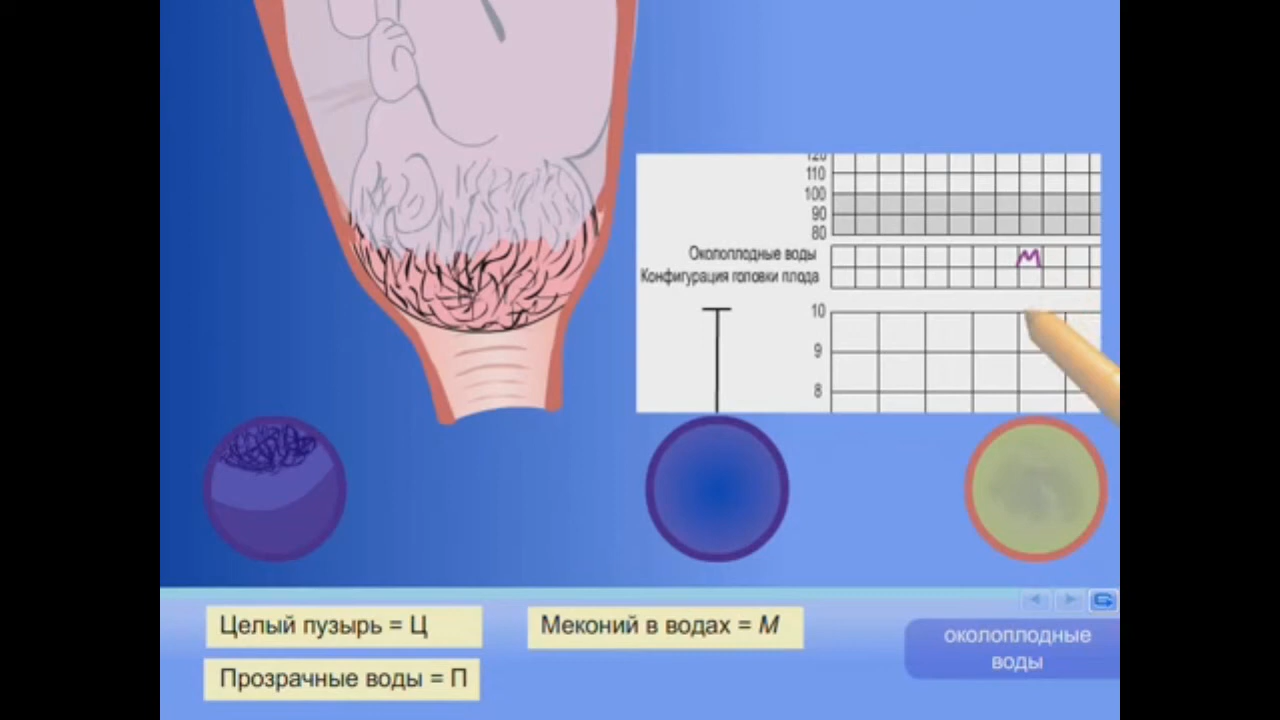 120
110
100
90
80
Околоплодные воды
М
Конфигурация головки плода
10
9
8
Целый пузырь = Ц
Меконий в водах = М
Прозрачные воды = П
околоплодные
воды